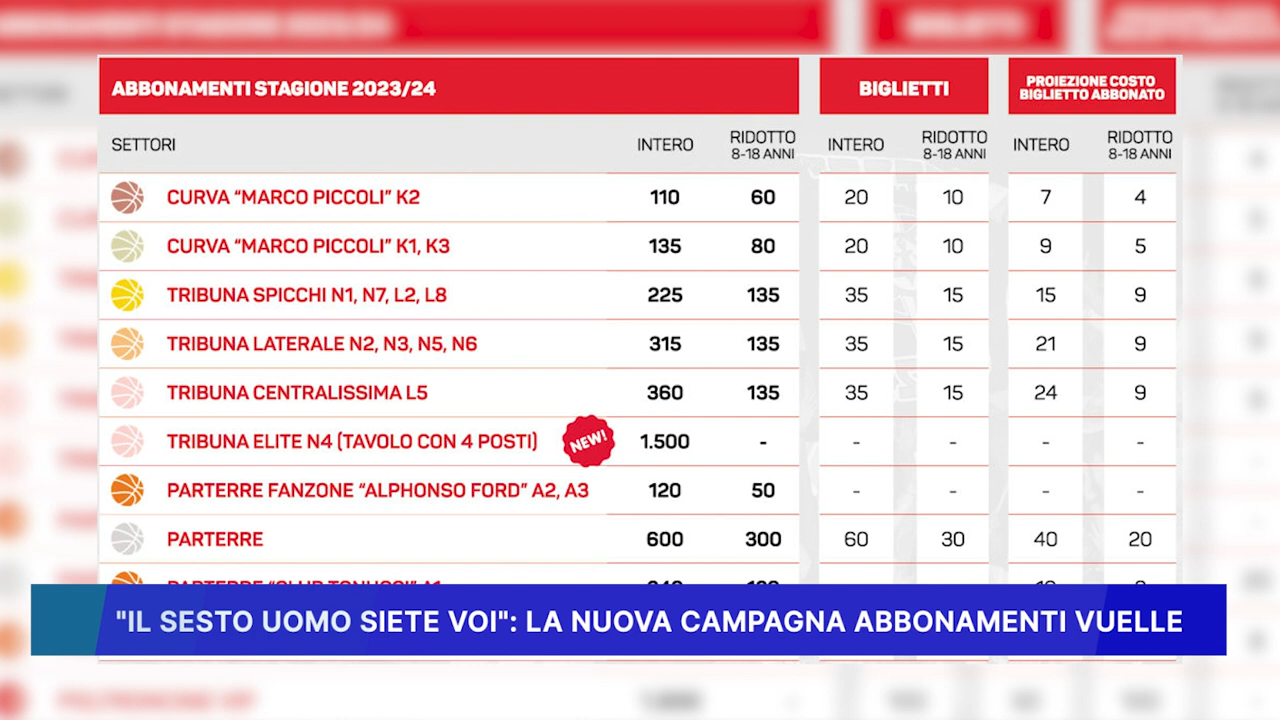 ABBONAMENTI STAGIONE 2023/24 BIGLIETTI PROIEZIONE COSTO
BIGLIETTO ABBONATO
SETTORI INTERO RIDOTTO 8-18 ANNI INTERO RIDOTTO 8-18 ANNI INTERO RIDOTTO 8-18 ANNI
CURVA “MARCO PICCOLI” K2 110 60 20 10 7 4
CURVA “MARCO PICCOLI” K1, K3 135 80 20 10 9 5
TRIBUNA SPICCHI N1, N7, L2, L8 225 135 35 15 15 9
TRIBUNA LATERALE N2, N3, N5, N6 315 135 35 15 21 9
TRIBUNA CENTRALISSIMA L5 360 135 35 15 24 9
TRIBUNA ELITE N4 (TAVOLO CON 4 POSTI) NEW! 1.500 - - - - -
PARTERRE FANZONE “ALPHONSO FORD” A2, A3 120 50 - - - -
PARTERRE 600 300 60 30 40 20
"IL SESTO UOMO SIETE VOI": LA NUOVA CAMPAGNA ABBONAMENTI VUELLE